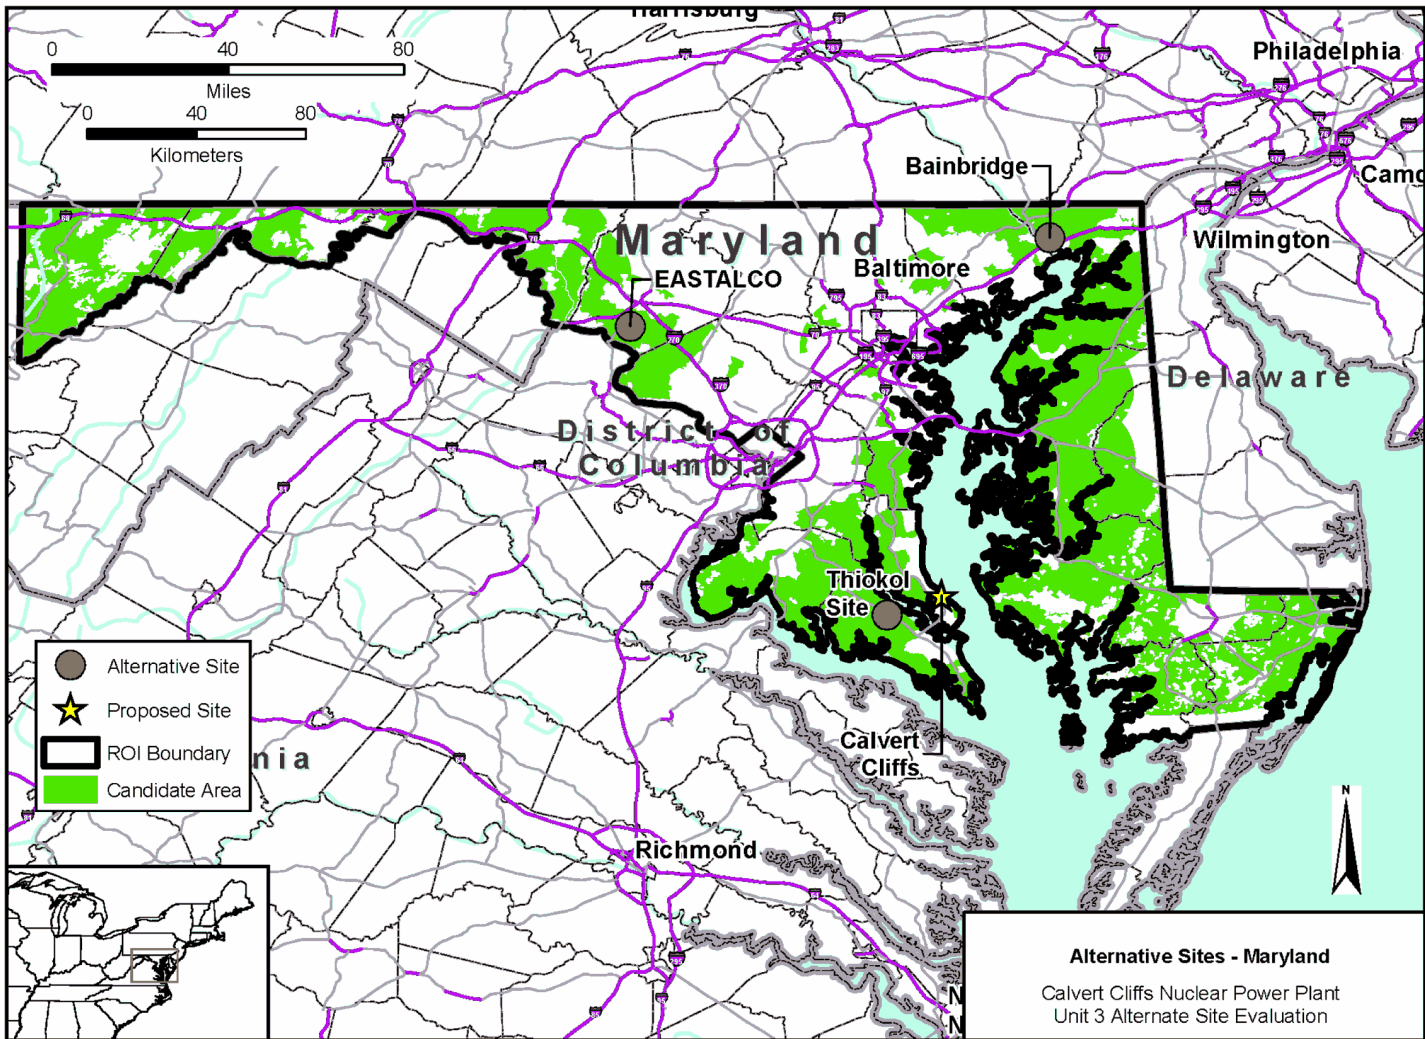 Harrisburg
0 40 80
Miles
0 40 80
Kilometers
Philadelphia
Bainbridge
Camd
Wilmington
Maryland
Baltimore
EASTALCO
Delaware
District of
Columbia
Thiokol
Site
Calvert
Cliffs
Richmond
nia
Alternative Site
Proposed Site
ROI Boundary
Candidate Area
N
N
N
Alternative Sites - Maryland
Calvert Cliffs Nuclear Power Plant
Unit 3 Alternate Site Evaluation